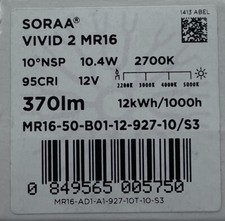 1413 ABEL
SORAA®
VIVID 2 MR16
10°NSP 10.4W 2700K
95CRI 12V
2200K 3000K 4000K 5000K
370lm 12kWh/1000h
MR16-50-B01-12-927-10/S3
0 849565 005750
MR16-AD1-A1-927-10T-10-S3